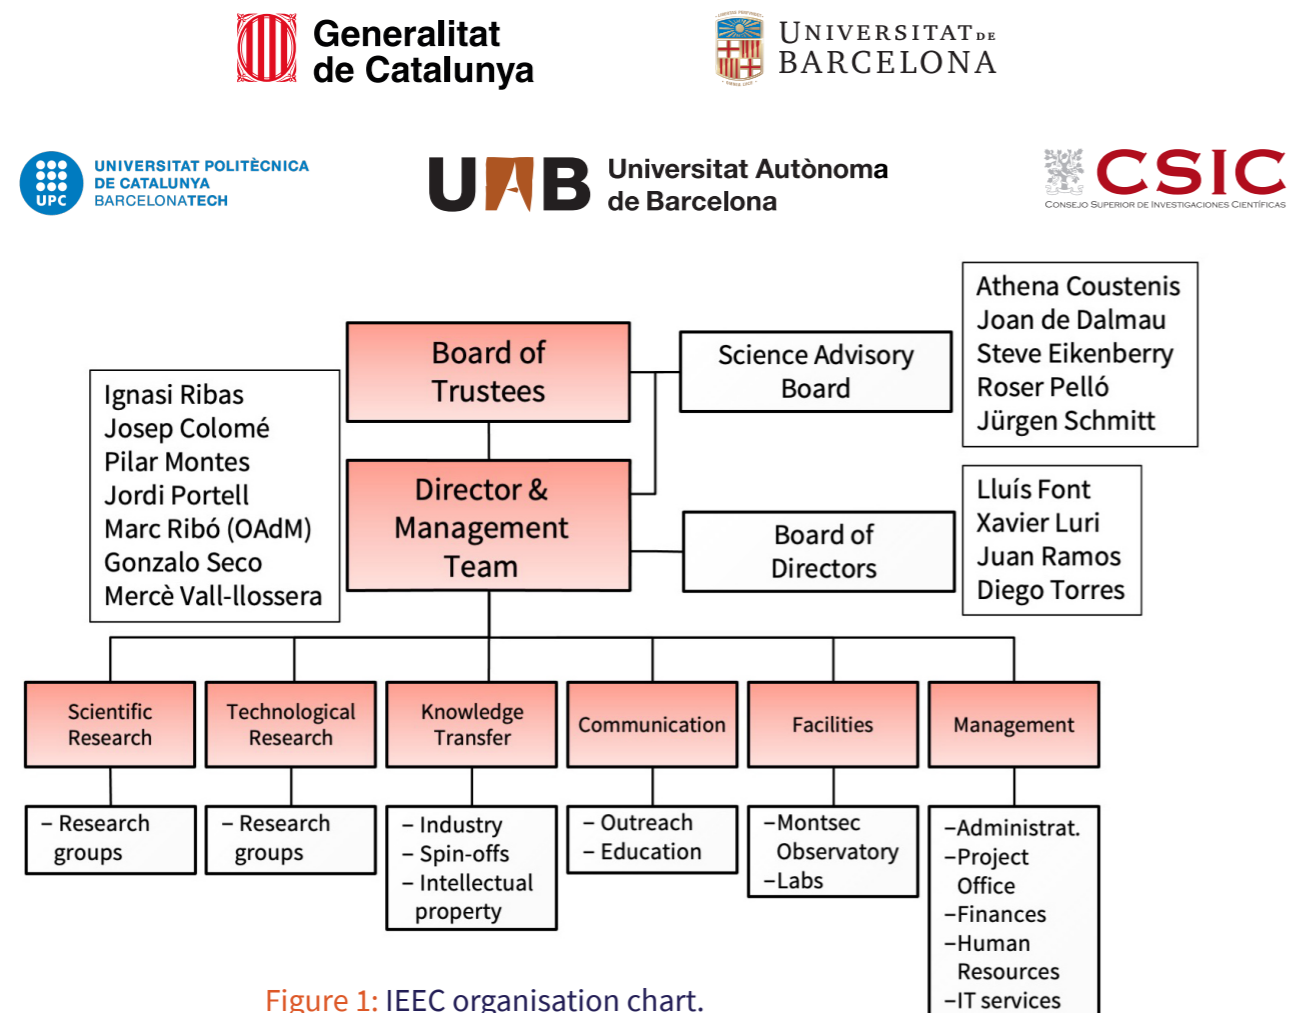 Generalitat
de Catalunya
UNIVERSITAT DE
BARCELONA
UPC
UNIVERSITAT POLITÈCNICA
DE CATALUNYA
BARCELONATECH
UAB
Universitat Autònoma
de Barcelona
CSIC
CONSEJO SUPERIOR DE INVESTIGACIONES CIENTÍFICAS
Athena Coustenis
Joan de Dalmau
Steve Eikenberry
Roser Pelló
Jürgen Schmitt
Board of
Trustees
Science Advisory
Board
Ignasi Ribas
Josep Colomé
Pilar Montes
Jordi Portell
Marc Ribó (OAdM)
Gonzalo Seco
Mercè Vall-llossera
Director &
Management
Team
Board of
Directors
Lluís Font
Xavier Luri
Juan Ramos
Diego Torres
Scientific
Research
Technological
Research
Knowledge
Transfer
Communication
Facilities
Management
– Research
groups
– Research
groups
– Industry
– Spin-offs
– Intellectual
property
– Outreach
– Education
–Montsec
Observatory
–Labs
–Administrat.
–Project
Office
–Finances
–Human
Resources
–IT services
Figure 1: IEEC organisation chart.